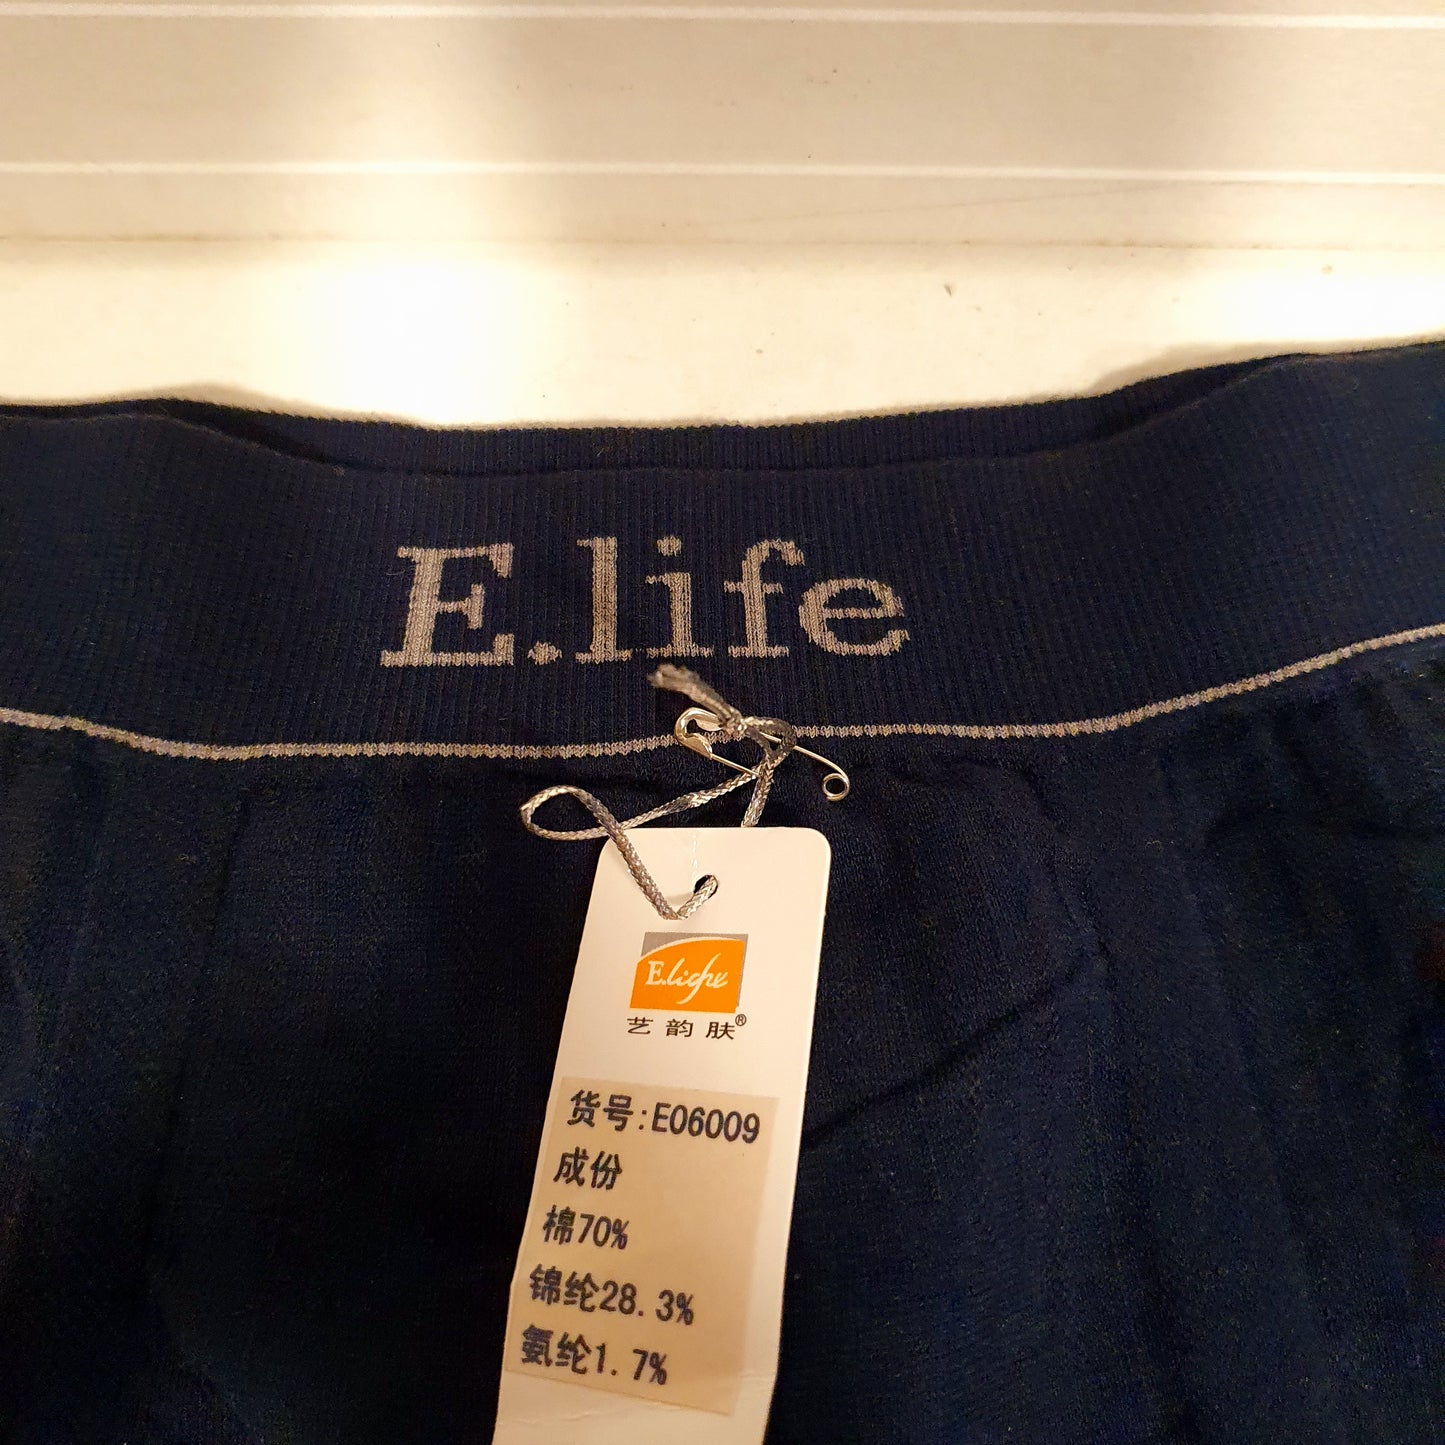 E.life
E.liofu
艺韵肤®
货号:E06009
成份
棉70%
锦纶28.3%
氨纶1.7%